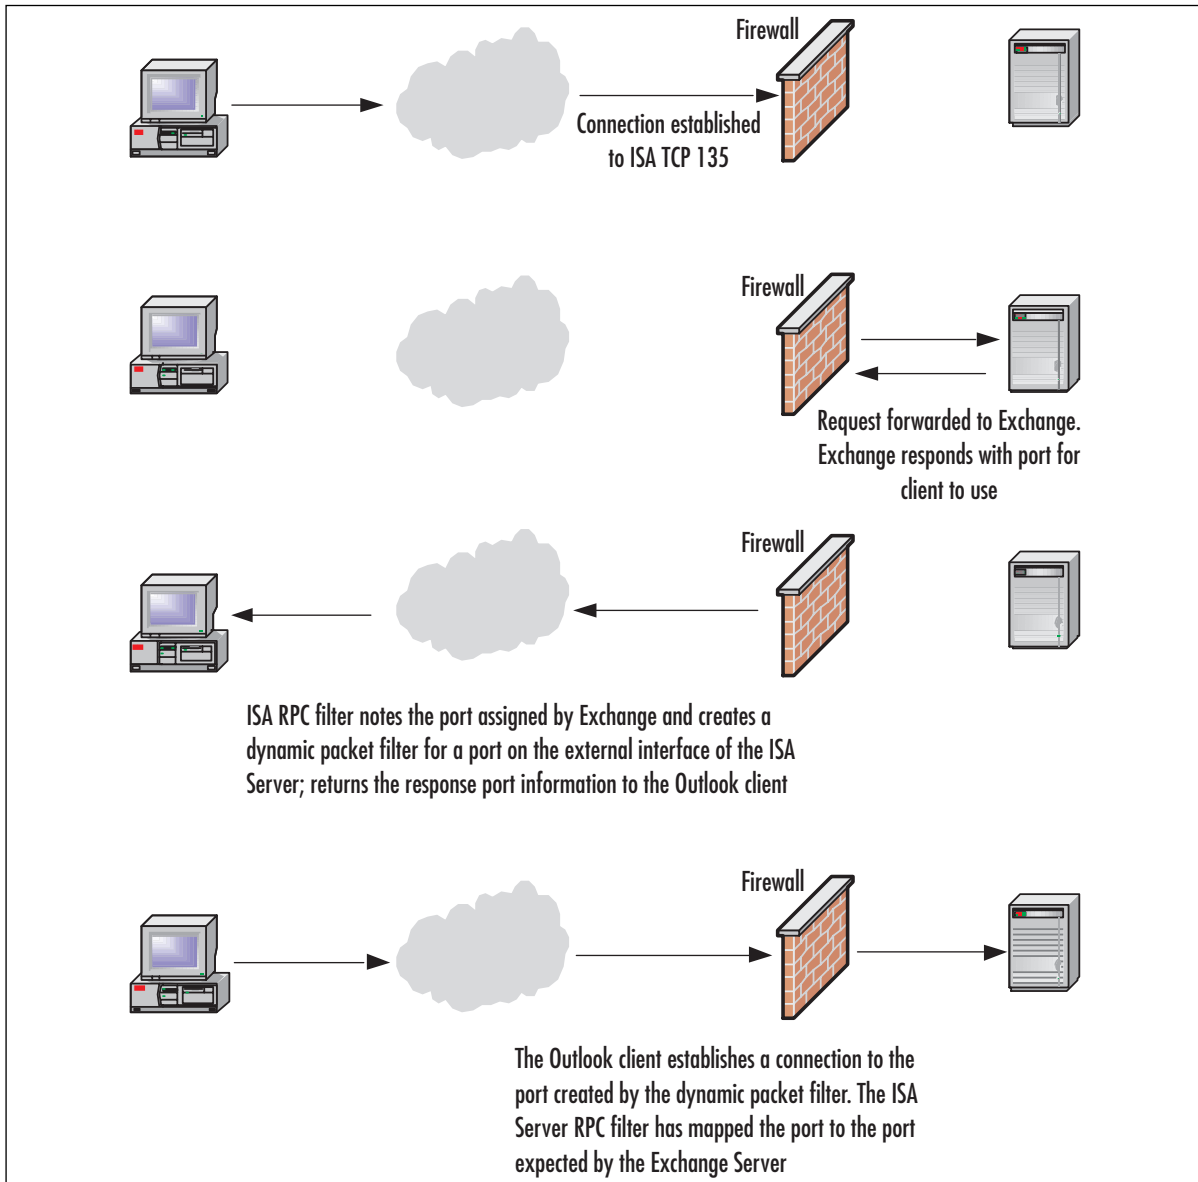 Firewall
Connection established
to ISA TCP 135
Firewall
Request forwarded to Exchange.
Exchange responds with port for
client to use
Firewall
ISA RPC filter notes the port assigned by Exchange and creates a
dynamic packet filter for a port on the external interface of the ISA
Server; returns the response port information to the Outlook client
Firewall
The Outlook client establishes a connection to the
port created by the dynamic packet filter. The ISA
Server RPC filter has mapped the port to the port
expected by the Exchange Server